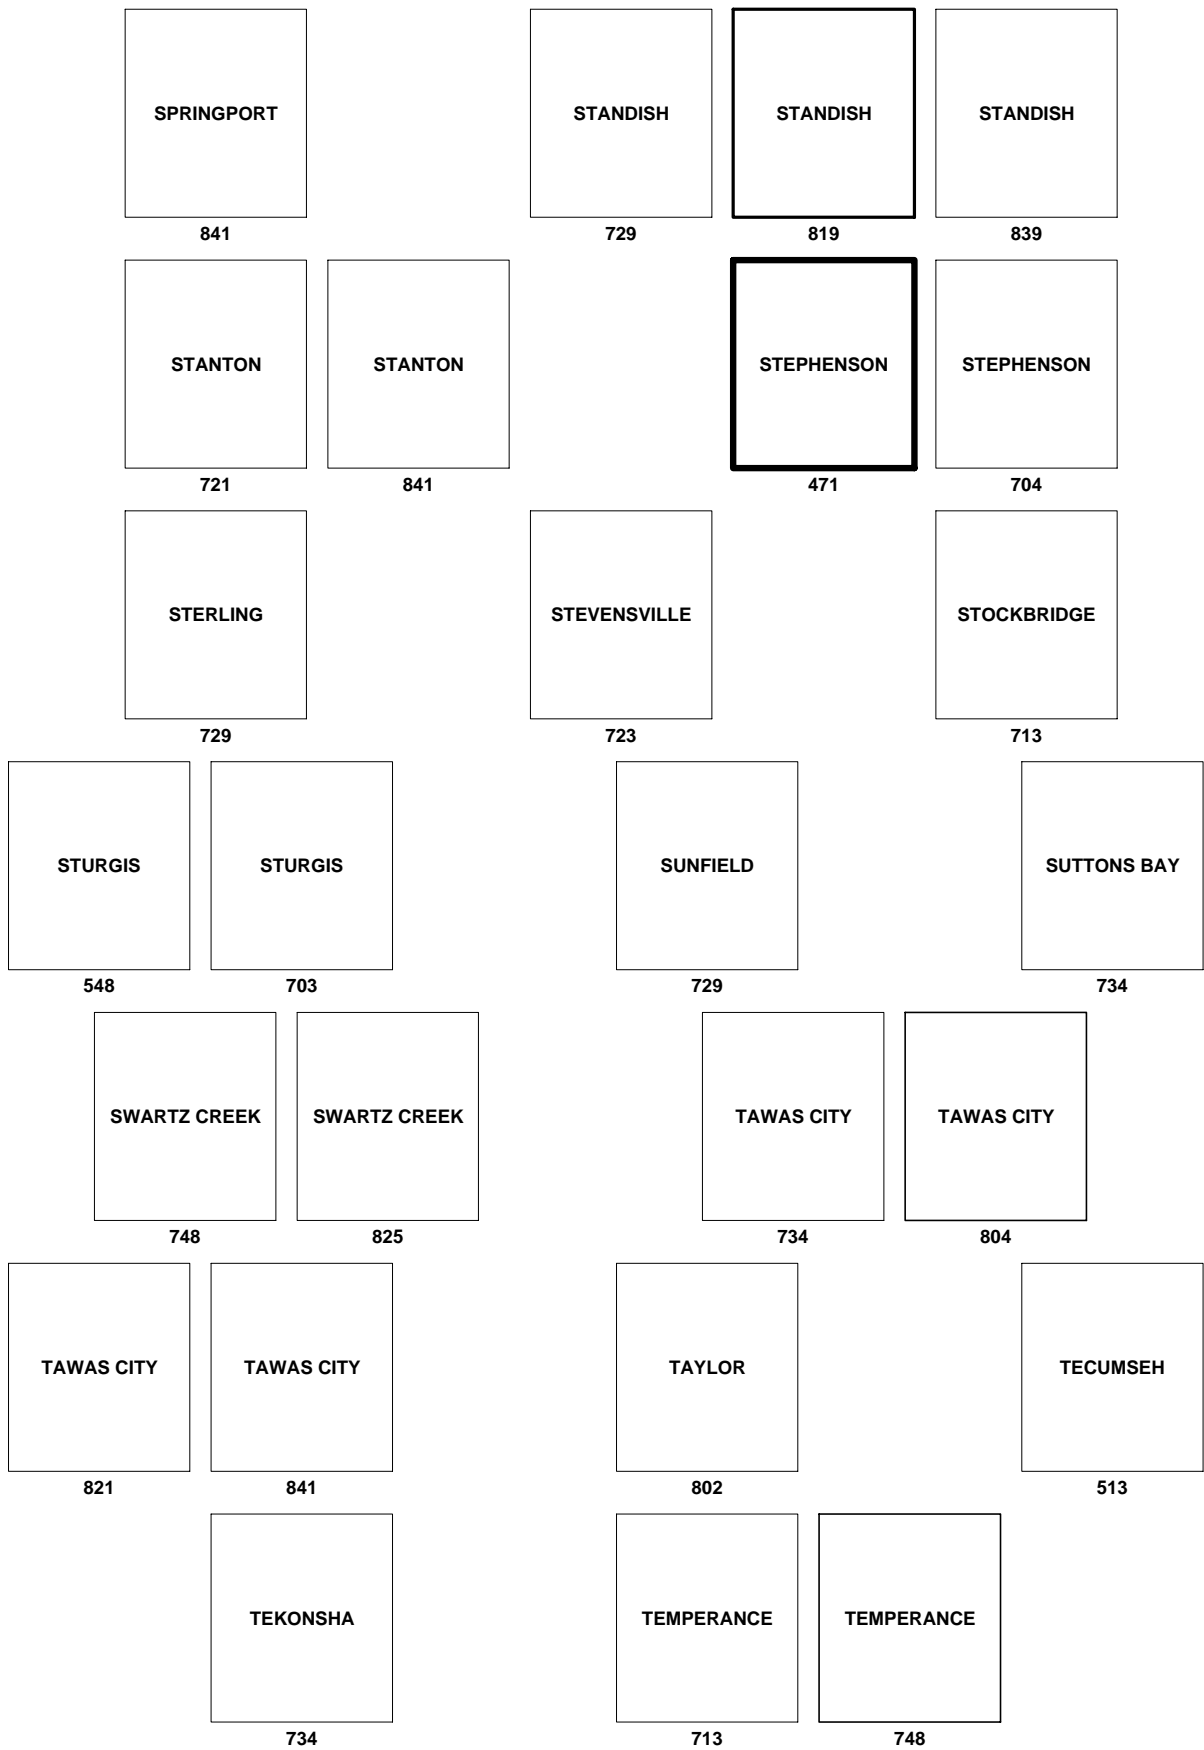 SPRINGPORT STANDISH STANDISH STANDISH
841 729 819 839
STANTON STANTON STEPHENSON STEPHENSON
721 841 471 704
STERLING STEVENSVILLE STOCKBRIDGE
729 723 713
STURGIS STURGIS SUNFIELD SUTTONS BAY
548 703 729 734
SWARTZ CREEK SWARTZ CREEK TAWAS CITY TAWAS CITY
748 825 734 804
TAWAS CITY TAWAS CITY TAYLOR TECUMSEH
821 841 802 513
TEKONSHA TEMPERANCE TEMPERANCE
734 713 748